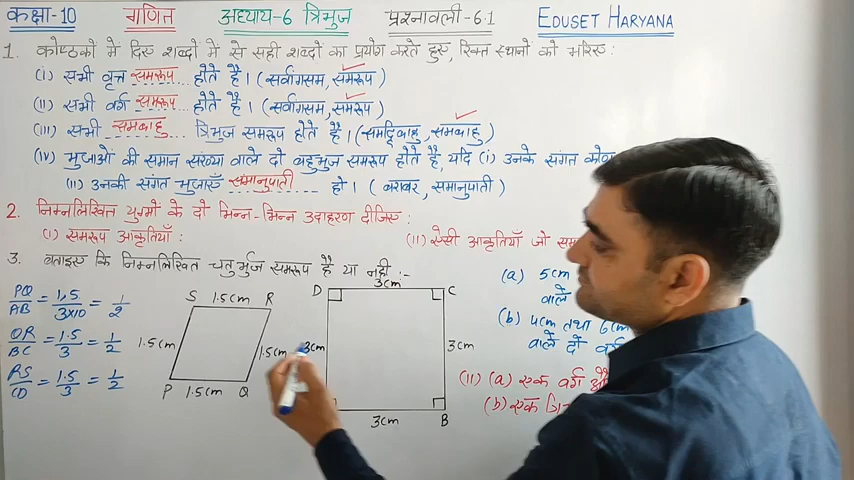 कक्षा-10 गणित अध्याय-6 त्रिभुज प्रश्नावली-6.1 EDUSET HARYANA
1. कोष्ठकों में दिए शब्दों में से सही शब्दों का प्रयोग करते हुए, रिक्त स्थानों को भरिए:
(i) सभी वृत्त समरूप होते हैं। (सर्वांगसम, समरूप)
(ii) सभी वर्ग समरूप होते हैं। (सर्वांगसम, समरूप)
(iii) सभी समबाहु त्रिभुज समरूप होते हैं। (समद्विबाहु, समबाहु)
(iv) भुजाओं की समान संख्या वाले दो बहुभुज समरूप होते हैं, यदि (i) उनके संगत कोण
(ii) उनकी संगत भुजाएँ समानुपाती हों। (बराबर, समानुपाती)
2. निम्नलिखित युग्मों के दो भिन्न-भिन्न उदाहरण दीजिए:
(i) समरूप आकृतियाँ: (ii) ऐसी आकृतियाँ जो
3. बताइए कि निम्नलिखित चतुर्भुज समरूप हैं या नहीं:-
PQ/AB = 1.5/3×10 = 1/2
QR/BC = 1.5/3 = 1/2
RS/CD = 1.5/3 = 1/2
S 1.5cm R
1.5cm 1.5cm
P 1.5cm Q
D 3cm C
3cm 3cm
3cm B
(a) 5cm
वाले
(b) 4cm तथा 6cm
वाले दो वर्ग
(ii) (a) एक वर्ग
(b) एक